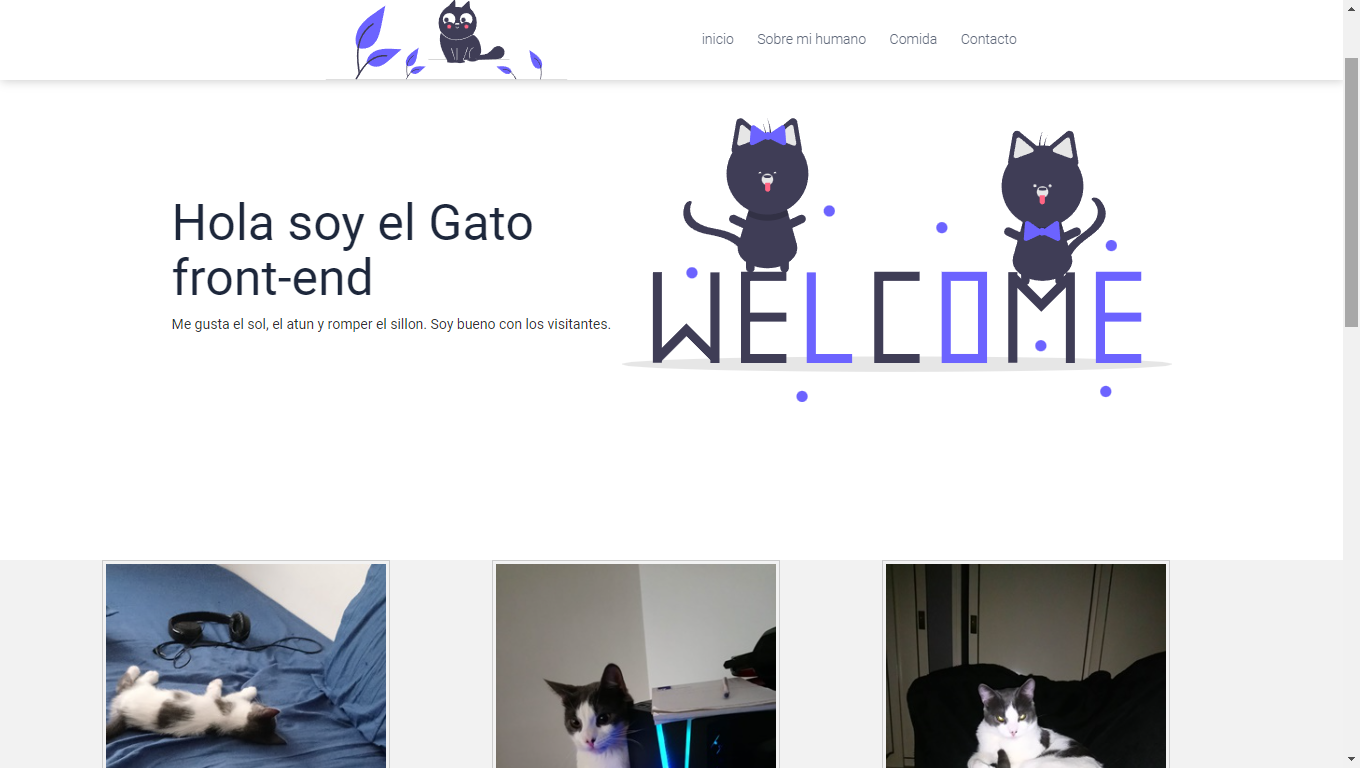 inicio Sobre mi humano Comida Contacto
Hola soy el Gato
front-end
Me gusta el sol, el atun y romper el sillon. Soy bueno con los visitantes.
WELCOME